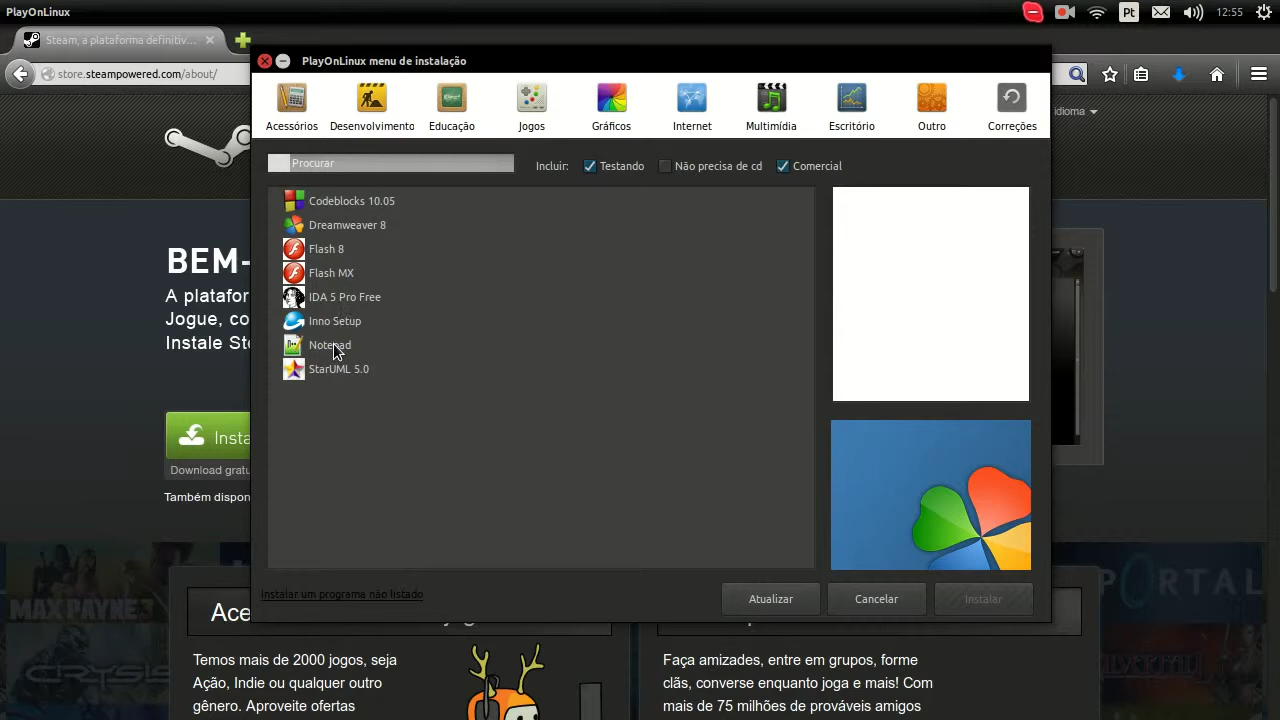 PlayOnLinux
Pt
12:55
Steam, a plataforma definitiv...
store.steampowered.com/about/
PlayOnLinux menu de instalação
Acessórios Desenvolvimento Educação Jogos Gráficos Internet Multimídia Escritório Outro Correções
idioma
Procurar
Incluir: Testando Não precisa de cd Comercial
Codeblocks 10.05
Dreamweaver 8
Flash 8
Flash MX
IDA 5 Pro Free
Inno Setup
Notepad
StarUML 5.0
BEM-
A platafor
Jogue, co
Instale Ste
Insta
Download gratu
Também dispon
Instalar um programa não listado
Atualizar Cancelar Instalar
MAX PAYNE 3
CRYSIS
PORTAL
Ace
Temos mais de 2000 jogos, seja
Ação, Indie ou qualquer outro
gênero. Aproveite ofertas
Faça amizades, entre em grupos, forme
clãs, converse enquanto joga e mais! Com
mais de 75 milhões de prováveis amigos